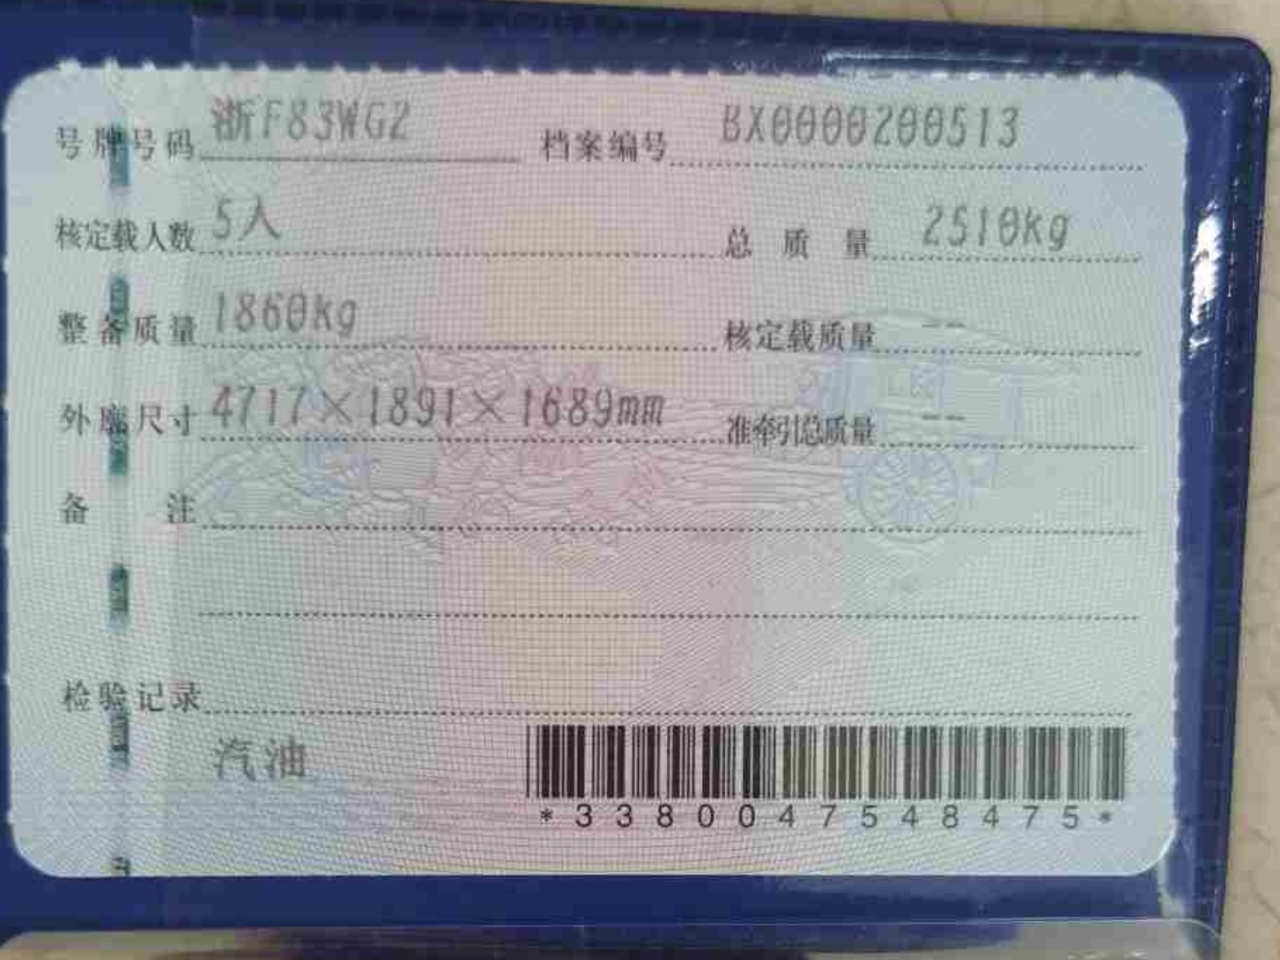 号牌号码 浙F83WG2 档案编号 BX0000200513
核定载人数 5人 总质量 2510kg
整备质量 1860kg 核定载质量 --
外廓尺寸 4717×1891×1689mm 准牵引总质量 --
备注
检验记录
汽油
*3380047548475*